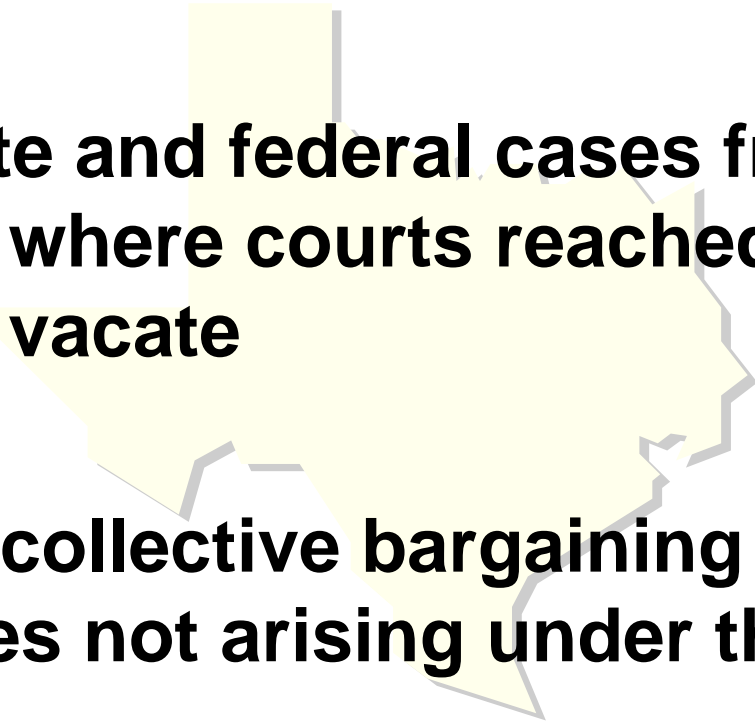 te and federal cases fr
where courts reached
vacate
collective bargaining
es not arising under th